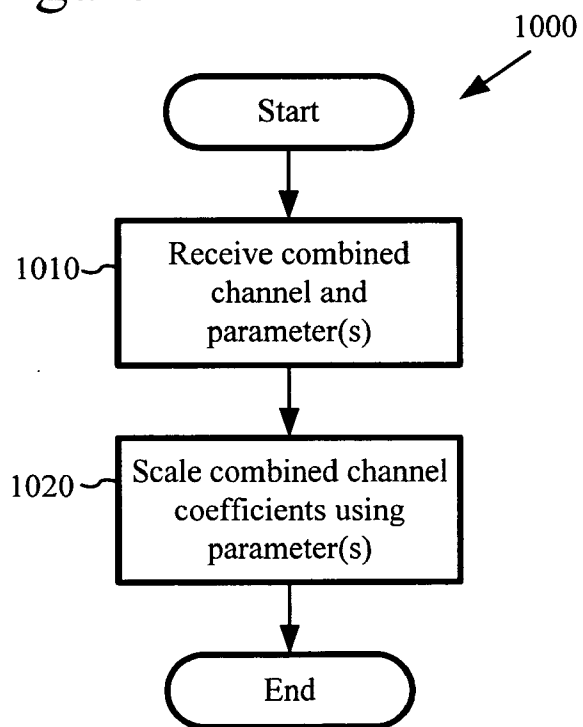 1000
Start
1010
Receive combined
channel and
parameter(s)
1020
Scale combined channel
coefficients using
parameter(s)
End